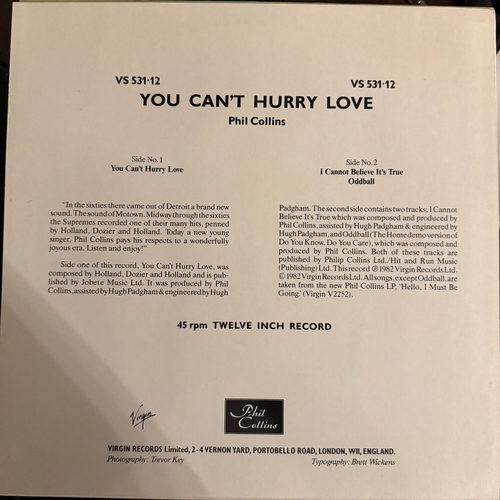 VS 531·12
VS 531·12
YOU CAN'T HURRY LOVE
Phil Collins
Side No. 1
You Can't Hurry Love
Side No. 2
I Cannot Believe It's True
Oddball
"In the sixties there came out of Detroit a brand new
sound. The sound of Motown. Midway through the sixties
the Supremes recorded one of their many hits, penned
by Holland, Dozier and Holland. Today a new young
singer, Phil Collins pays his respects to a wonderfully
joyous era. Listen and enjoy!"
Side one of this record, You Can't Hurry Love, was
composed by Holland, Dozier and Holland and is pub-
lished by Jobete Music Ltd. It was produced by Phil
Collins, assisted by Hugh Padgham & engineered by Hugh
Padgham. The second side contains two tracks; I Cannot
Believe It's True which was composed and produced by
Phil Collins, assisted by Hugh Padgham & engineered by
Hugh Padgham, and Oddball (The Home demo version of
Do You Know, Do You Care), which was composed and
produced by Phil Collins. Both of these tracks are
published by Philip Collins Ltd./Hit and Run Music
(Publishing) Ltd. This record ℗ 1982 Virgin Records Ltd.
© 1982 Virgin Records Ltd. All songs, except Oddball, are
taken from the new Phil Collins LP, 'Hello, I Must Be
Going.' (Virgin V2252).
45 rpm TWELVE INCH RECORD
Virgin
Phil
Collins
VIRGIN RECORDS Limited, 2-4 VERNON YARD, PORTOBELLO ROAD, LONDON, W11, ENGLAND.
Photography: Trevor Key
Typography: Brett Wickens